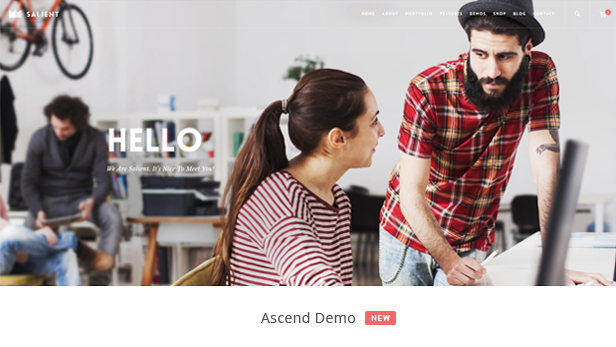 SALIENT
HOME ABOUT PORTFOLIO FEATURES DEMOS SHOP BLOG CONTACT
HELLO
We Are Salient. It's Nice To Meet You!
Ascend Demo NEW